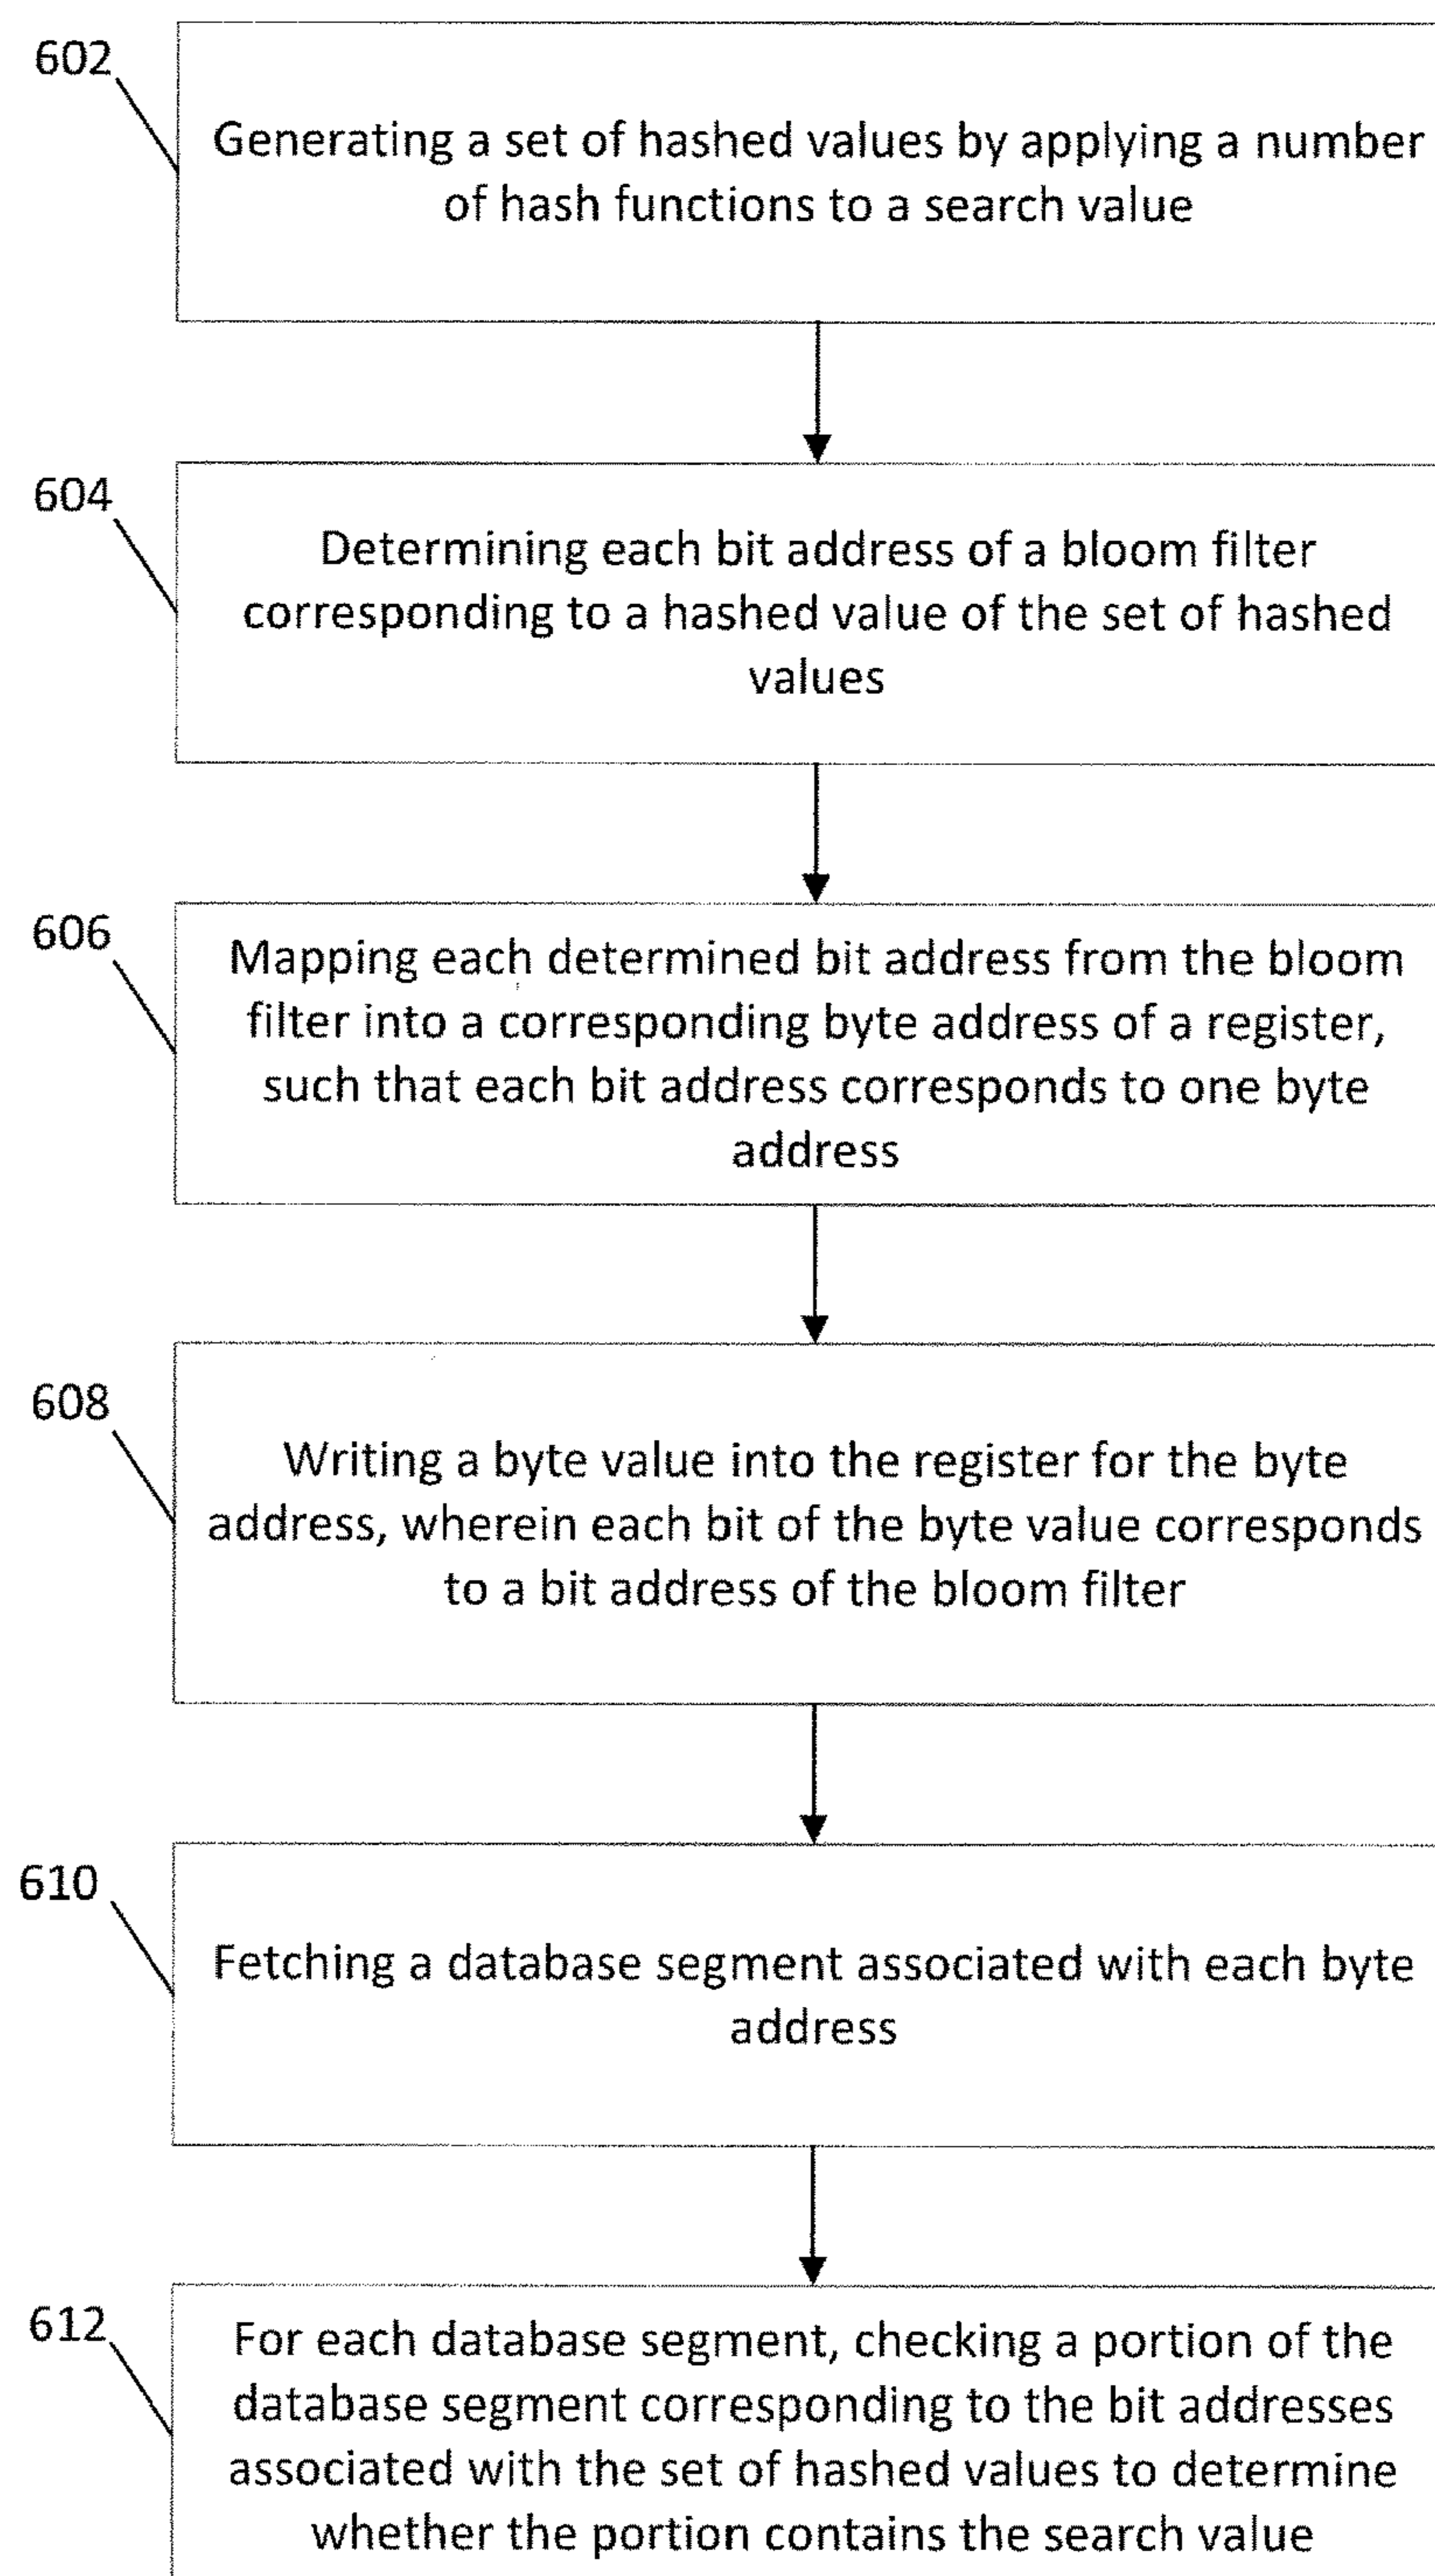 602
Generating a set of hashed values by applying a number
of hash functions to a search value
604
Determining each bit address of a bloom filter
corresponding to a hashed value of the set of hashed
values
606
Mapping each determined bit address from the bloom
filter into a corresponding byte address of a register,
such that each bit address corresponds to one byte
address
608
Writing a byte value into the register for the byte
address, wherein each bit of the byte value corresponds
to a bit address of the bloom filter
610
Fetching a database segment associated with each byte
address
612
For each database segment, checking a portion of the
database segment corresponding to the bit addresses
associated with the set of hashed values to determine
whether the portion contains the search value